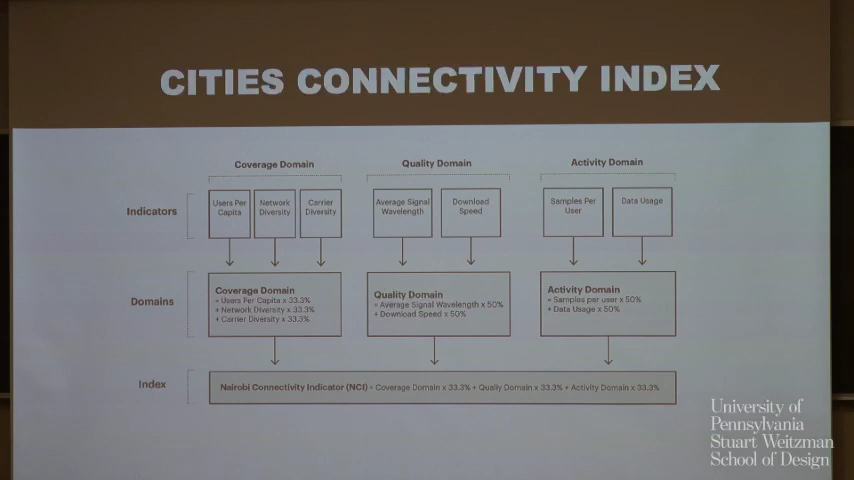 CITIES CONNECTIVITY INDEX
Coverage Domain
Quality Domain
Activity Domain
Indicators
Users Per
Capita
Network
Diversity
Carrier
Diversity
Average Signal
Wavelength
Download
Speed
Samples Per
User
Data Usage
Domains
Coverage Domain
= Users Per Capita x 33.3%
+ Network Diversity x 33.3%
+ Carrier Diversity x 33.3%
Quality Domain
= Average Signal Wavelength x 50%
+ Download Speed x 50%
Activity Domain
= Samples per user x 50%
+ Data Usage x 50%
Index
Nairobi Connectivity Indicator (NCI) = Coverage Domain x 33.3% + Qualiy Domain x 33.3% + Activity Domain x 33.3%
University of
Pennsylvania
Stuart Weitzman
School of Design